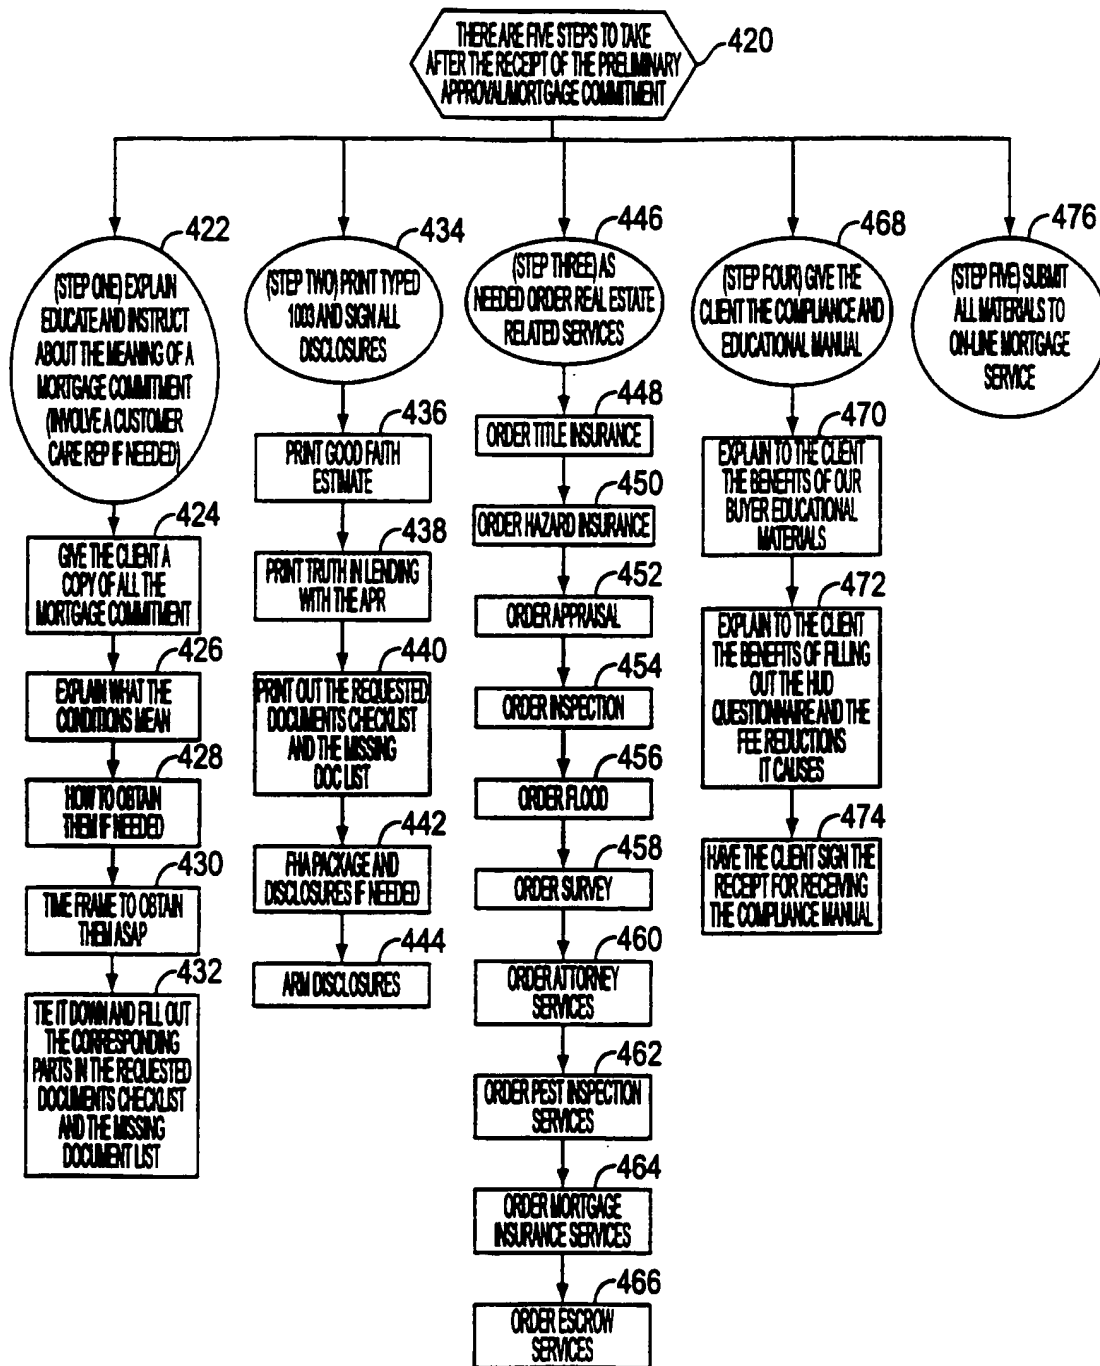 THERE ARE FIVE STEPS TO TAKE
AFTER THE RECEIPT OF THE PRELIMINARY
APPROVAL/MORTGAGE COMMITMENT
420
422
(STEP ONE) EXPLAIN
EDUCATE AND INSTRUCT
ABOUT THE MEANING OF A
MORTGAGE COMMITMENT
(INVOLVE A CUSTOMER
CARE REP IF NEEDED)
424
GIVE THE CLIENT A
COPY OF ALL THE
MORTGAGE COMMITMENT
426
EXPLAIN WHAT THE
CONDITIONS MEAN
428
HOW TO OBTAIN
THEM IF NEEDED
430
TIME FRAME TO OBTAIN
THEM ASAP
432
TIE IT DOWN AND FILL OUT
THE CORRESPONDING
PARTS IN THE REQUESTED
DOCUMENTS CHECKLIST
AND THE MISSING
DOCUMENT LIST
434
(STEP TWO) PRINT TYPED
1003 AND SIGN ALL
DISCLOSURES
436
PRINT GOOD FAITH
ESTIMATE
438
PRINT TRUTH IN LENDING
WITH THE APR
440
PRINT OUT THE REQUESTED
DOCUMENTS CHECKLIST
AND THE MISSING
DOC LIST
442
FHA PACKAGE AND
DISCLOSURES IF NEEDED
444
ARM DISCLOSURES
446
(STEP THREE) AS
NEEDED ORDER REAL ESTATE
RELATED SERVICES
448
ORDER TITLE INSURANCE
450
ORDER HAZARD INSURANCE
452
ORDER APPRAISAL
454
ORDER INSPECTION
456
ORDER FLOOD
458
ORDER SURVEY
460
ORDER ATTORNEY
SERVICES
462
ORDER PEST INSPECTION
SERVICES
464
ORDER MORTGAGE
INSURANCE SERVICES
466
ORDER ESCROW
SERVICES
468
(STEP FOUR) GIVE THE
CLIENT THE COMPLIANCE AND
EDUCATIONAL MANUAL
470
EXPLAIN TO THE CLIENT
THE BENEFITS OF OUR
BUYER EDUCATIONAL
MATERIALS
472
EXPLAIN TO THE CLIENT
THE BENEFITS OF FILLING
OUT THE HUD
QUESTIONNAIRE AND THE
FEE REDUCTIONS
IT CAUSES
474
HAVE THE CLIENT SIGN THE
RECEIPT FOR RECEIVING
THE COMPLIANCE MANUAL
476
(STEP FIVE) SUBMIT
ALL MATERIALS TO
ON-LINE MORTGAGE
SERVICE